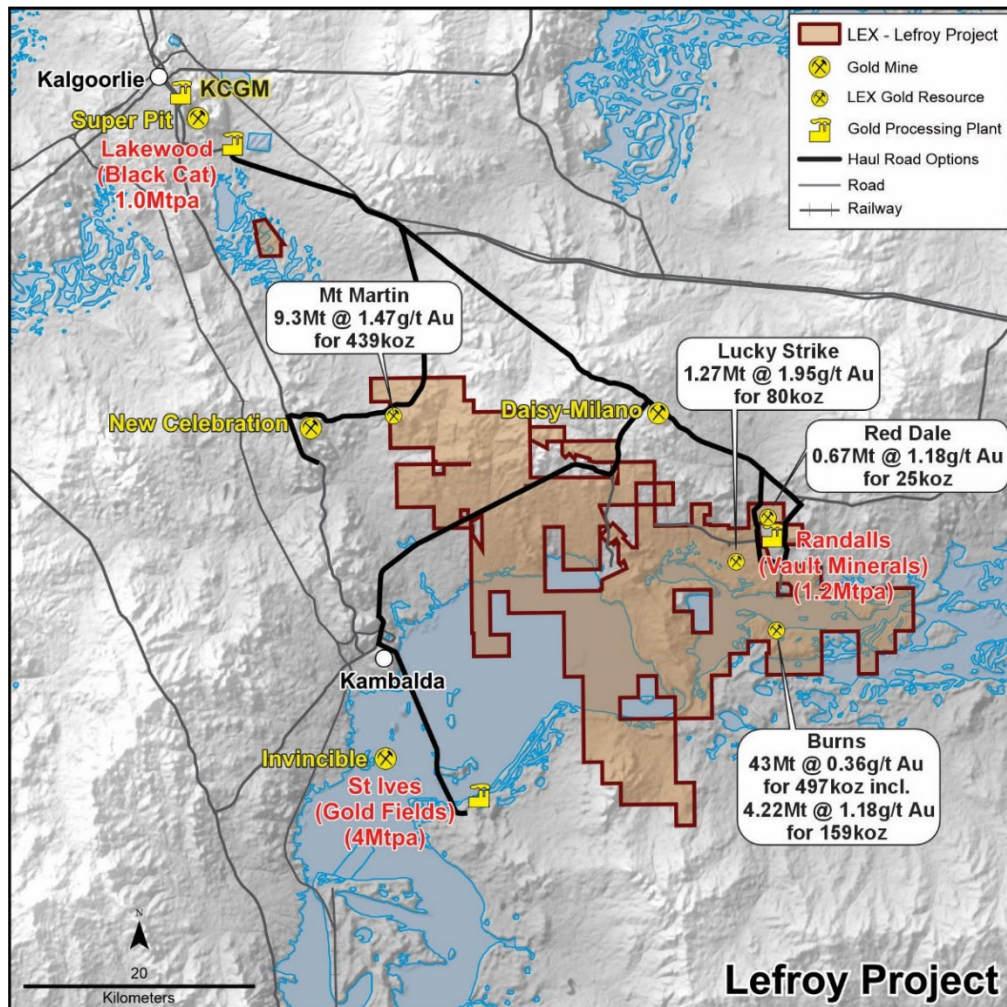 LEX - Lefroy Project
Gold Mine
LEX Gold Resource
Gold Processing Plant
Haul Road Options
Road
Railway
Kalgoorlie
KCGM
Super Pit
Lakewood
(Black Cat)
1.0Mtpa
Mt Martin
9.3Mt @ 1.47g/t Au
for 439koz
Lucky Strike
1.27Mt @ 1.95g/t Au
for 80koz
New Celebration
Daisy-Milano
Red Dale
0.67Mt @ 1.18g/t Au
for 25koz
Randalls
(Vault Minerals)
(1.2Mtpa)
Kambalda
Invincible
St Ives
(Gold Fields)
(4Mtpa)
Burns
43Mt @ 0.36g/t Au
for 497koz incl.
4.22Mt @ 1.18g/t Au
for 159koz
N
20
Kilometers
Lefroy Project